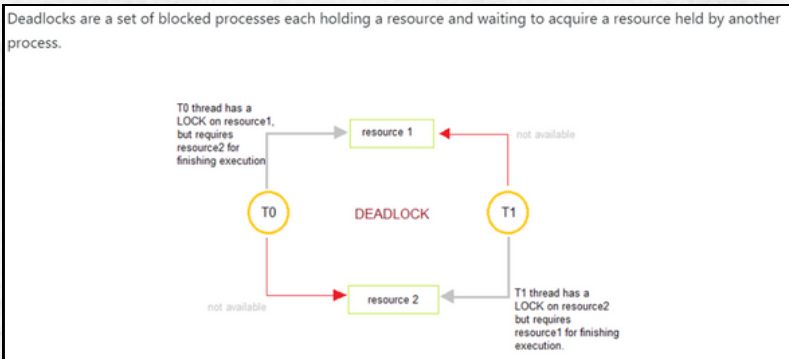 Deadlocks are a set of blocked processes each holding a resource and waiting to acquire a resource held by another
process.
T0 thread has a
LOCK on resource1,
but requires
resource2 for
finishing execution
resource 1
not available
T0
DEADLOCK
T1
not available
resource 2
T1 thread has a
LOCK on resource2
but requires
resource1 for finishing
execution.